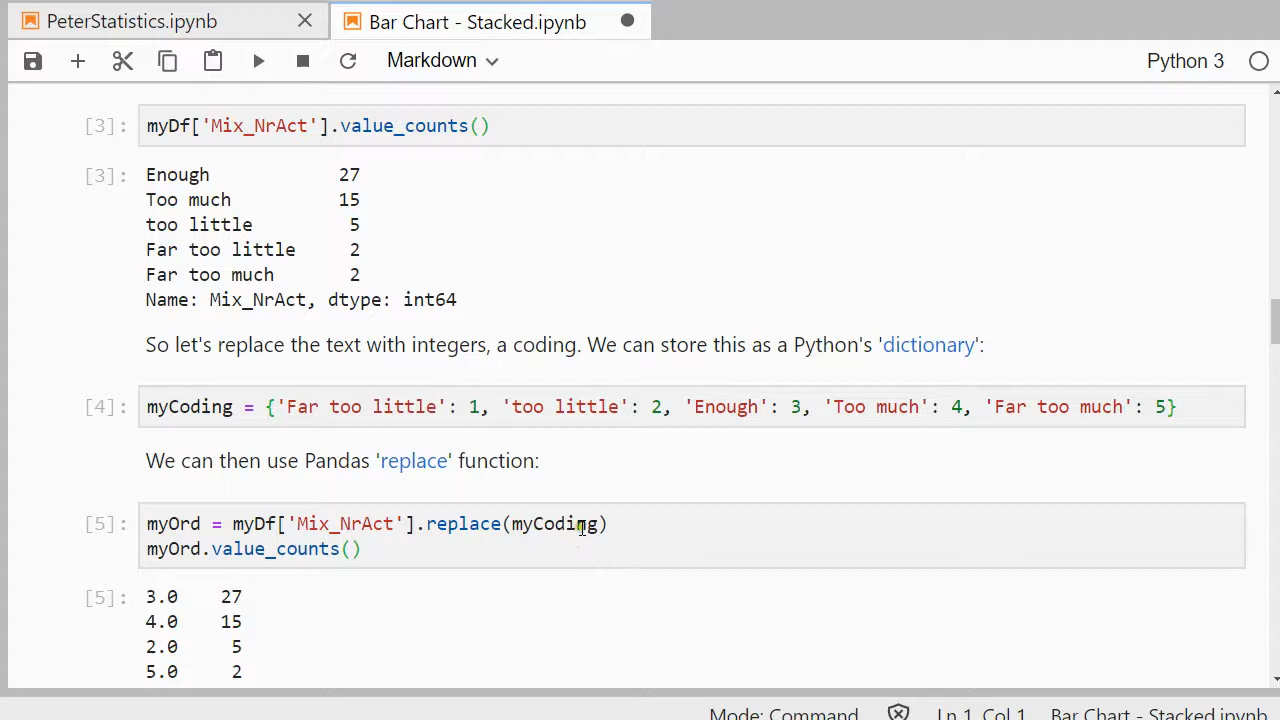 PeterStatistics.ipynb
Bar Chart - Stacked.ipynb
Markdown
Python 3
[3]: myDf['Mix_NrAct'].value_counts()
[3]: Enough 27
Too much 15
too little 5
Far too little 2
Far too much 2
Name: Mix_NrAct, dtype: int64
So let's replace the text with integers, a coding. We can store this as a Python's 'dictionary':
[4]: myCoding = {'Far too little': 1, 'too little': 2, 'Enough': 3, 'Too much': 4, 'Far too much': 5}
We can then use Pandas 'replace' function:
[5]: myOrd = myDf['Mix_NrAct'].replace(myCoding)
myOrd.value_counts()
[5]: 3.0 27
4.0 15
2.0 5
5.0 2
Mode: Command Ln 1, Col 1 Bar Chart - Stacked.ipynb